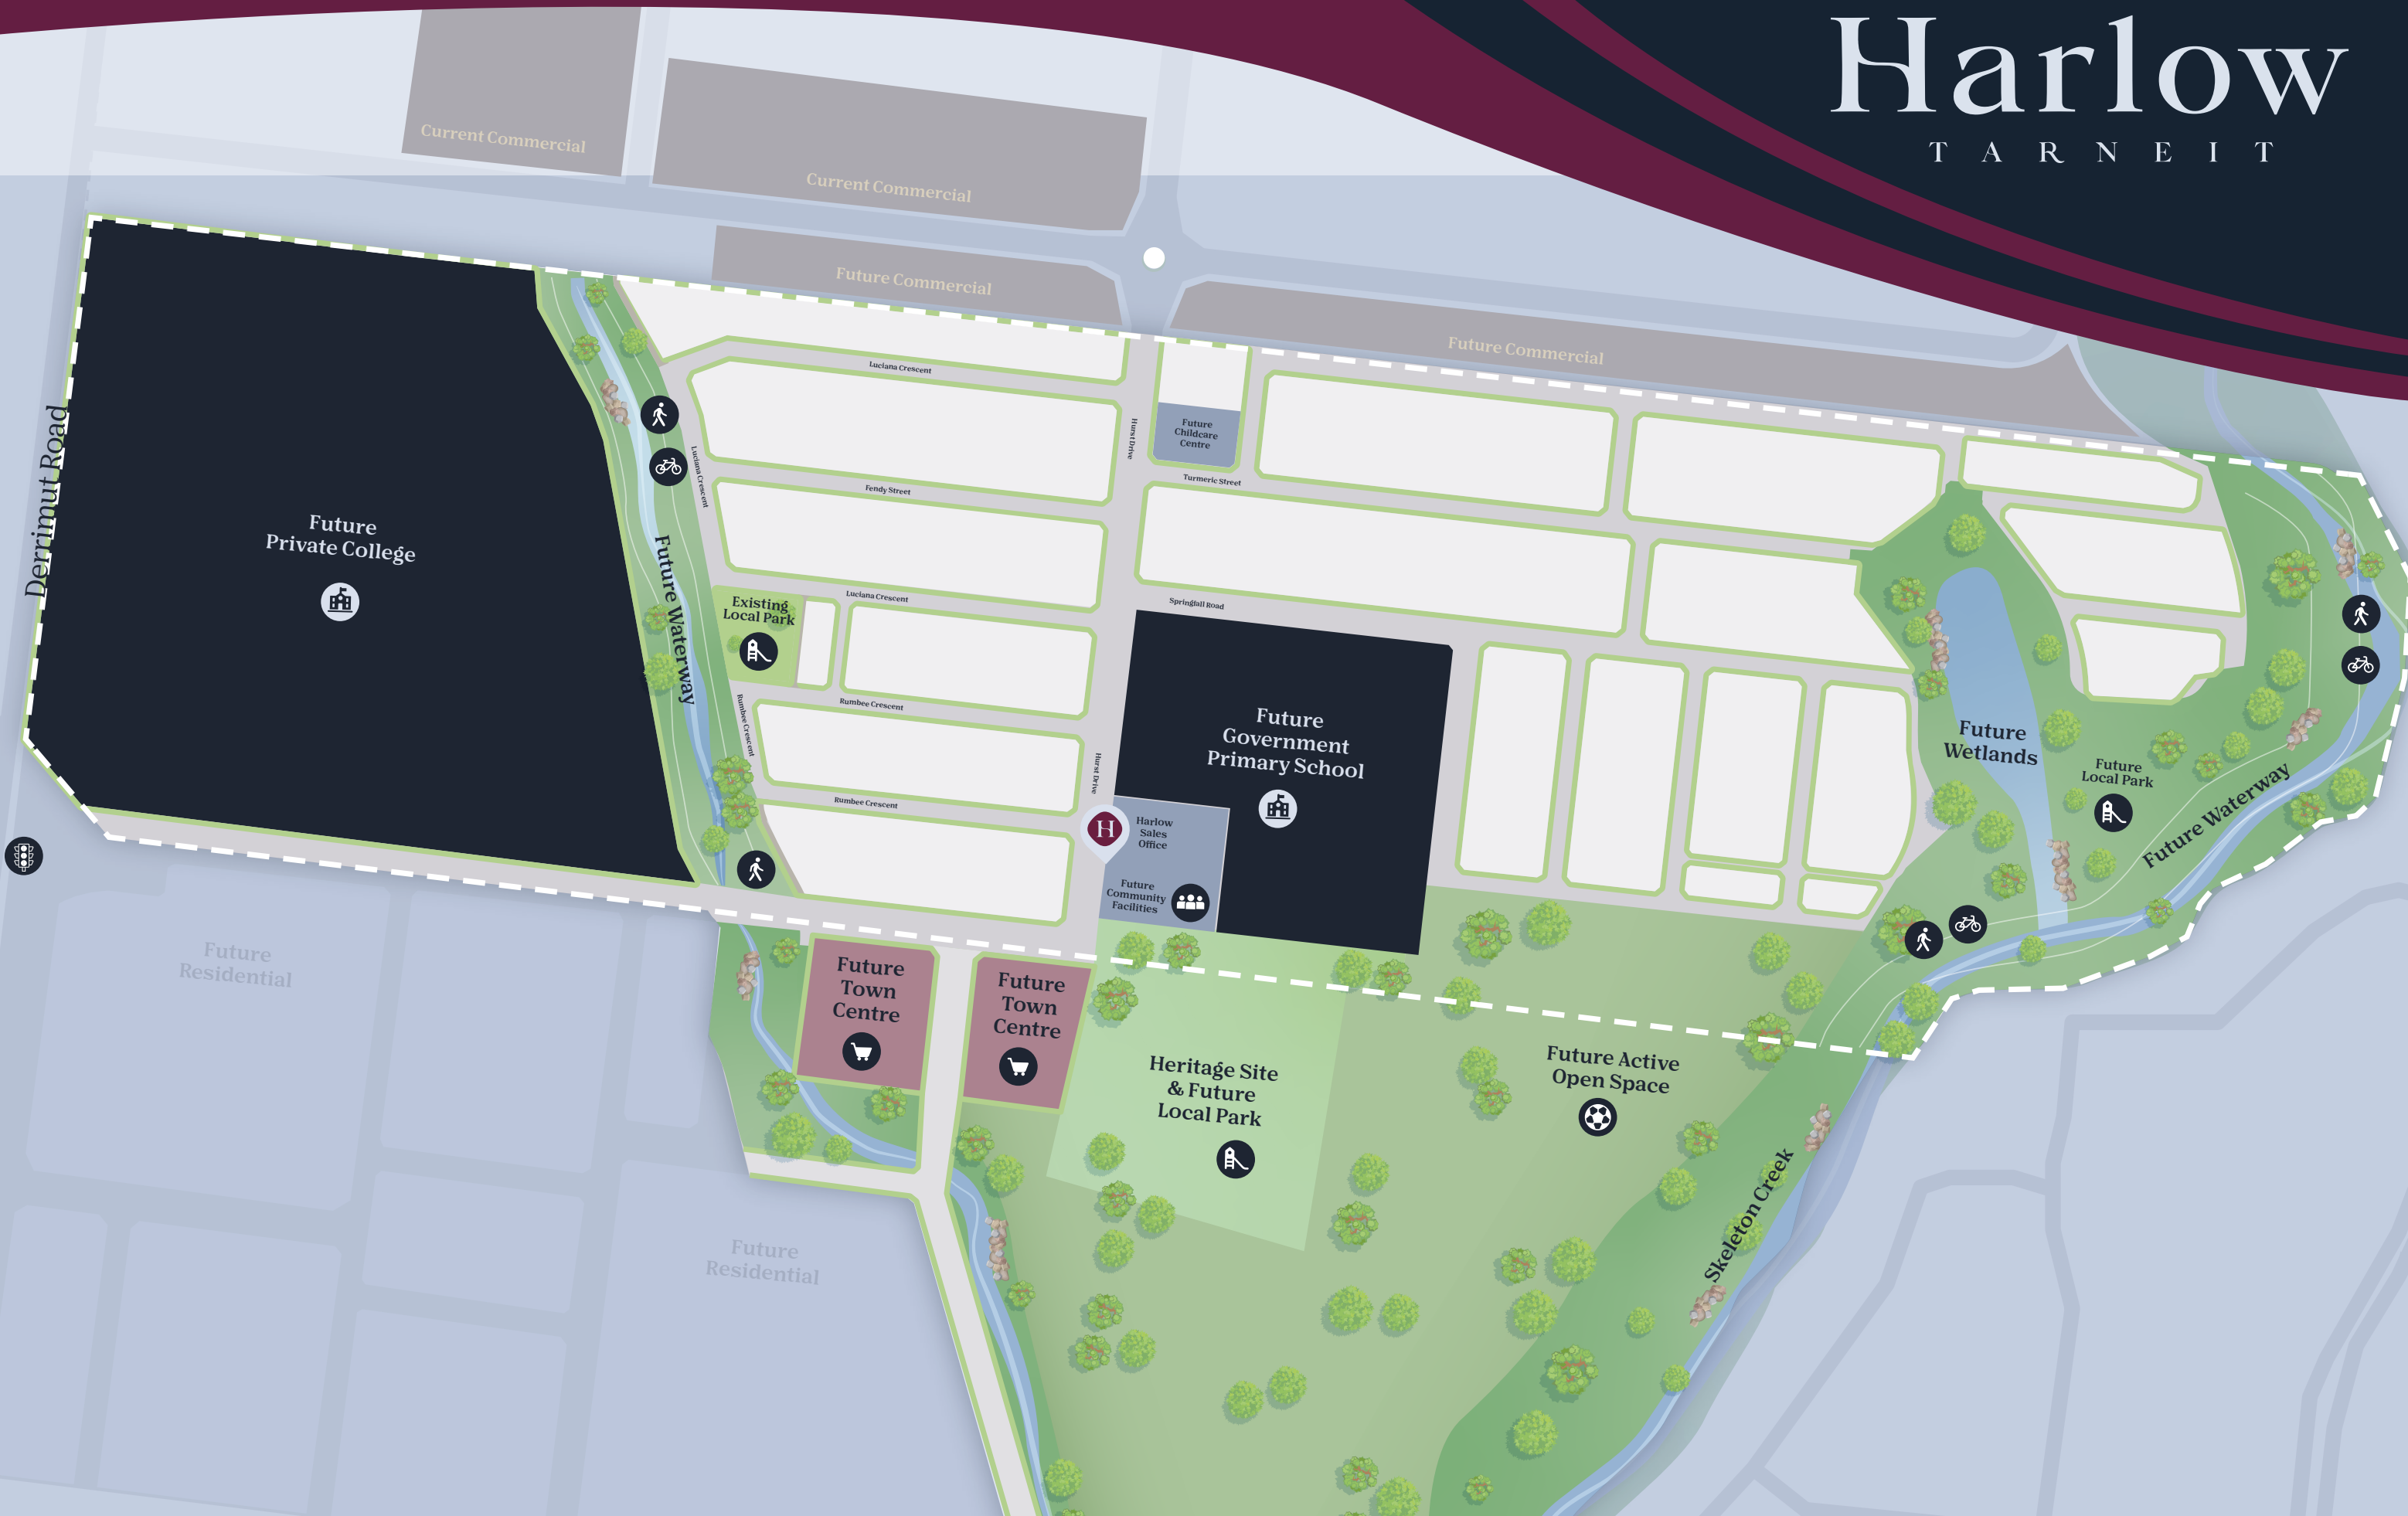 Harlow
TARNEIT
Current Commercial
Current Commercial
Future Commercial
Future Commercial
Derrimut Road
Future
Private College
Luciana Crescent
Hurst Drive
Future
Childcare
Centre
Luciana Crescent
Fendy Street
Turmeric Street
Future Waterway
Existing
Local Park
Luciana Crescent
Springfall Road
Rumbee Crescent
Rumbee Crescent
Hurst Drive
Future
Government
Primary School
Future
Wetlands
Future
Local Park
Future Waterway
Rumbee Crescent
H
Harlow
Sales
Office
Future
Community
Facilities
Future
Residential
Future
Town
Centre
Future
Town
Centre
Heritage Site
& Future
Local Park
Future Active
Open Space
Skeleton Creek
Future
Residential